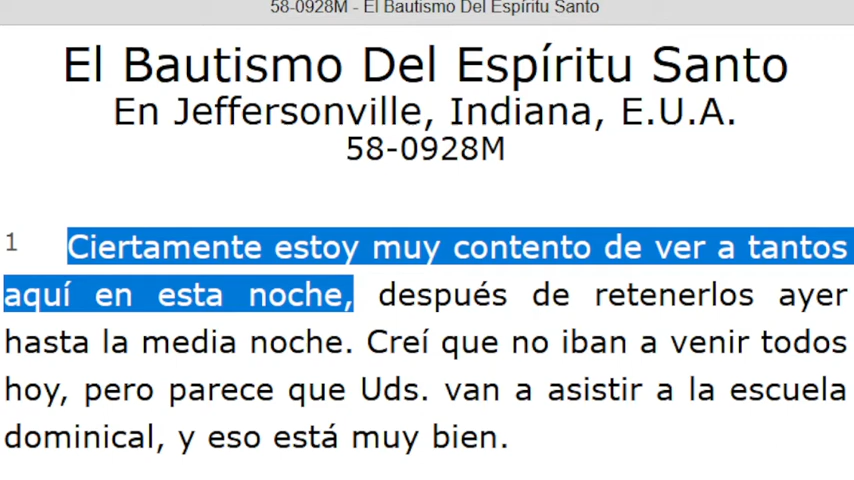 58-0928M - El Bautismo Del Espíritu Santo
El Bautismo Del Espíritu Santo
En Jeffersonville, Indiana, E.U.A.
58-0928M
1 Ciertamente estoy muy contento de ver a tantos
aquí en esta noche, después de retenerlos ayer
hasta la media noche. Creí que no iban a venir todos
hoy, pero parece que Uds. van a asistir a la escuela
dominical, y eso está muy bien.